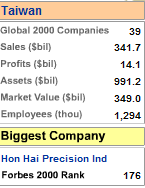 Taiwan
Global 2000 Companies 39
Sales ($bil) 341.7
Profits ($bil) 14.1
Assets ($bil) 991.2
Market Value ($bil) 349.0
Employees (thou) 1,294
Biggest Company
Hon Hai Precision Ind
Forbes 2000 Rank 176